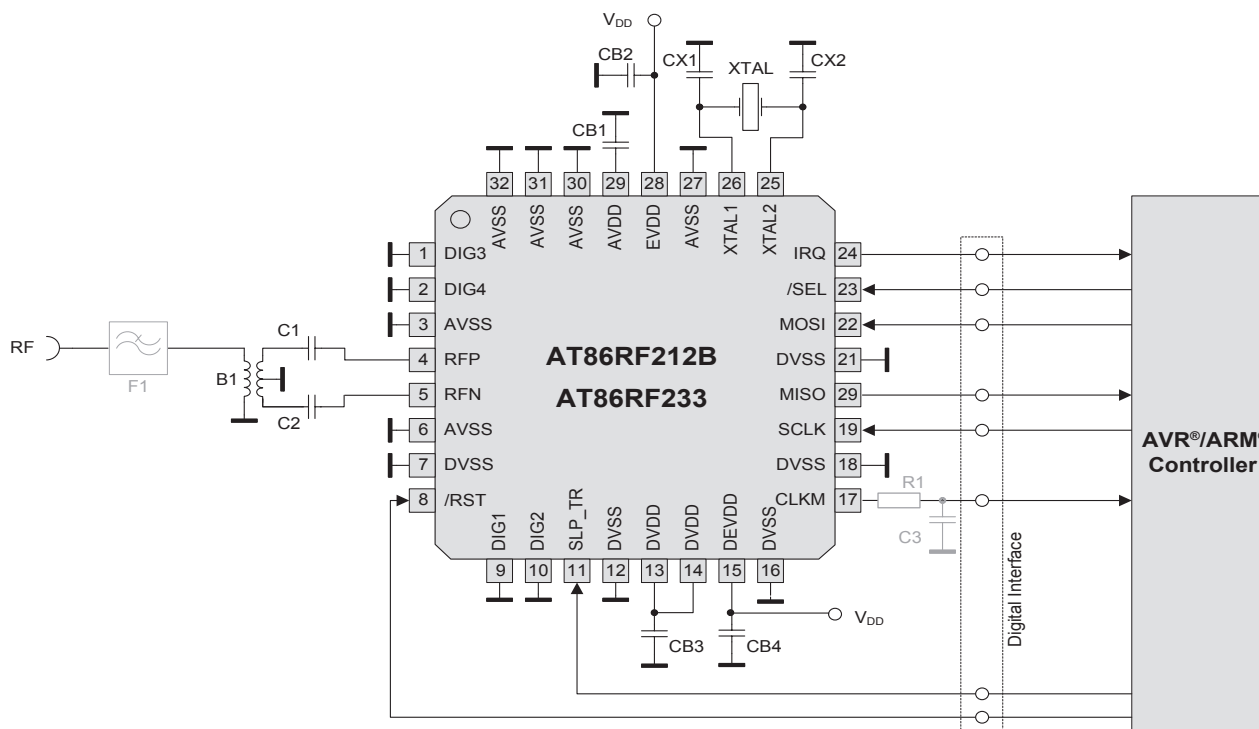 VDD
CB2
CX1
XTAL
CX2
CB1
32 31 30 29 28 27 26 25
AVSS AVSS AVSS AVDD EVDD AVSS XTAL1 XTAL2
1 DIG3
2 DIG4
3 AVSS
4 RFP
5 RFN
6 AVSS
7 DVSS
8 /RST
RF
F1
B1
C1
C2
AT86RF212B
AT86RF233
IRQ 24
/SEL 23
MOSI 22
DVSS 21
MISO 29
SCLK 19
DVSS 18
CLKM 17
R1
C3
DIG1 DIG2 SLP_TR DVSS DVDD DVDD DEVDD DVSS
9 10 11 12 13 14 15 16
CB3
CB4
VDD
Digital Interface
AVR®/ARM®
Controller